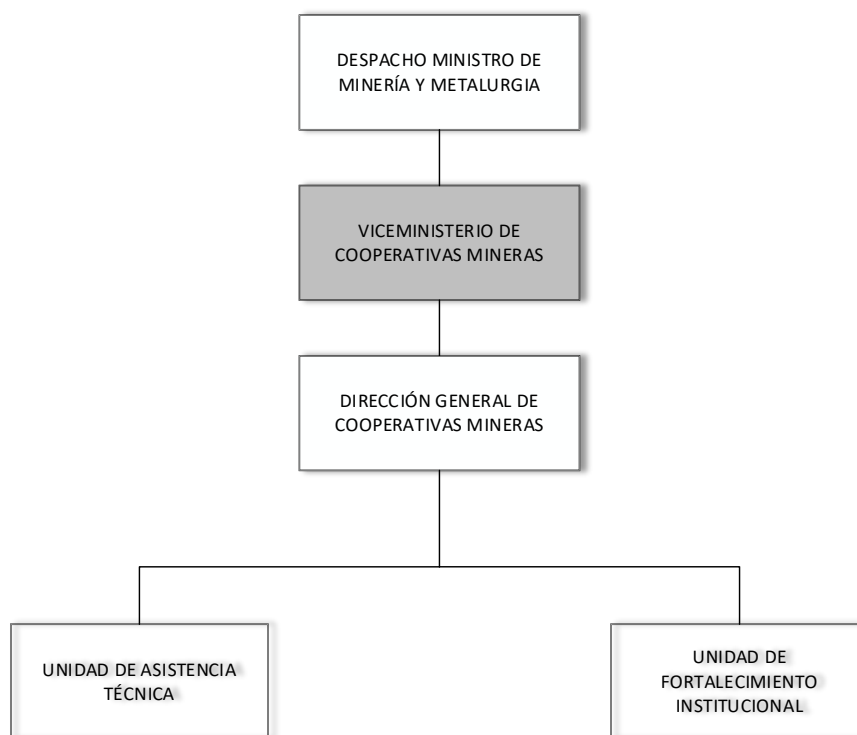 DESPACHO MINISTRO DE
MINERÍA Y METALURGIA
VICEMINISTERIO DE
COOPERATIVAS MINERAS
DIRECCIÓN GENERAL DE
COOPERATIVAS MINERAS
UNIDAD DE ASISTENCIA
TÉCNICA
UNIDAD DE
FORTALECIMIENTO
INSTITUCIONAL